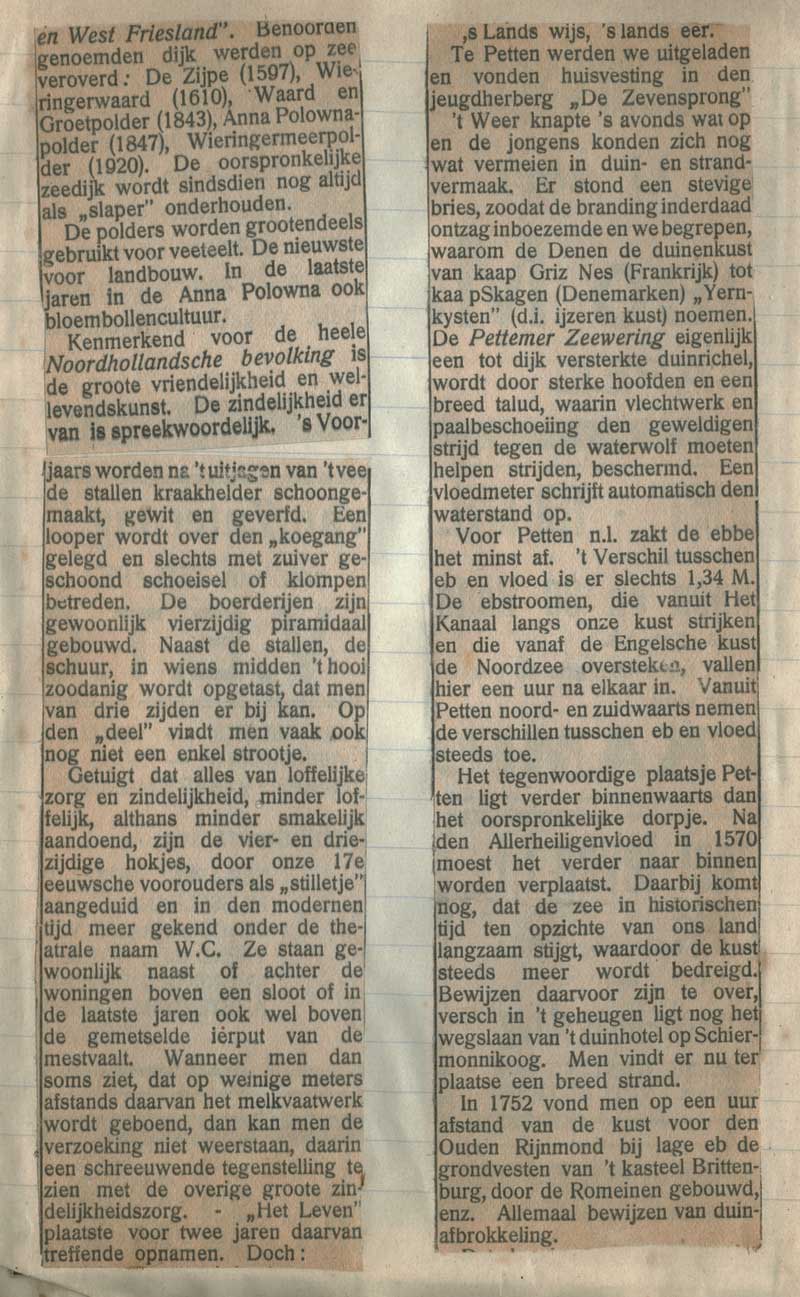 en West Friesland”. Benoorden
genoemden dijk werden op zee
veroverd: De Zijpe (1597), Wie-
ringerwaard (1610), Waard en
Groetpolder (1843), Anna Polowna-
polder (1847), Wieringermeerpol-
der (1920). De oorspronkelijke
zeedijk wordt sindsdien nog altijd
als „slaper” onderhouden.
De polders worden grootendeels
gebruikt voor veeteelt. De nieuwste
voor landbouw. In de laatste
jaren in de Anna Polowna ook
bloembollencultuur.
Kenmerkend voor de heele
Noordhollandsche bevolking is
de groote vriendelijkheid en wel-
levendskunst. De zindelijkheid er
van is spreekwoordelijk. 's Voor-
jaars worden na 't uitjagen van 't vee
de stallen kraakhelder schoonge-
maakt, gewit en geverfd. Een
looper wordt over den „koegang”
gelegd en slechts met zuiver ge-
schoond schoeisel of klompen
betreden. De boerderijen zijn
gewoonlijk vierzijdig piramidaal
gebouwd. Naast de stallen, de
schuur, in wiens midden 't hooi
zoodanig wordt opgetast, dat men
van drie zijden er bij kan. Op
den „deel” vindt men vaak ook
nog niet een enkel strootje.
Getuigt dat alles van loffelijke
zorg en zindelijkheid, minder lof-
felijk, althans minder smakelijk
aandoend, zijn de vier- en drie-
zijdige hokjes, door onze 17e
eeuwsche voorouders als „stilletje”
aangeduid en in den modernen
tijd meer gekend onder de the-
atrale naam W.C. Ze staan ge-
woonlijk naast of achter de
woningen boven een sloot of in
de laatste jaren ook wel boven
de gemetselde ierput van de
mestvaalt. Wanneer men dan
soms ziet, dat op weinige meters
afstands daarvan het melkvaatwerk
wordt geboend, dan kan men de
verzoeking niet weerstaan, daarin
een schreeuwende tegenstelling te
zien met de overige groote zin-
delijkheidszorg. - „Het Leven”
plaatste voor twee jaren daarvan
treffende opnamen. Doch:
,s Lands wijs, 's lands eer.
Te Petten werden we uitgeladen
en vonden huisvesting in den
jeugdherberg „De Zevensprong”
't Weer knapte 's avonds wat op
en de jongens konden zich nog
wat vermeien in duin- en strand-
vermaak. Er stond een stevige
bries, zoodat de branding inderdaad
ontzag inboezemde en we begrepen,
waarom de Denen de duinenkust
van kaap Griz Nes (Frankrijk) tot
kaa pSkagen (Denemarken) „Yern-
kysten” (d.i. ijzeren kust) noemen.
De Pettemer Zeewering eigenlijk
een tot dijk versterkte duinrichel,
wordt door sterke hoofden en een
breed talud, waarin vlechtwerk en
paalbeschoeiing den geweldigen
strijd tegen de waterwolf moeten
helpen strijden, beschermd. Een
vloedmeter schrijft automatisch den
waterstand op.
Voor Petten n.l. zakt de ebbe
het minst af. 't Verschil tusschen
eb en vloed is er slechts 1,34 M.
De ebstroomen, die vanuit Het
Kanaal langs onze kust strijken
en die vanaf de Engelsche kust
de Noordzee oversteken, vallen
hier een uur na elkaar in. Vanuit
Petten noord- en zuidwaarts nemen
de verschillen tusschen eb en vloed
steeds toe.
Het tegenwoordige plaatsje Pet-
ten ligt verder binnenwaarts dan
het oorspronkelijke dorpje. Na
den Allerheiligenvloed in 1570
moest het verder naar binnen
worden verplaatst. Daarbij komt
nog, dat de zee in historischen
tijd ten opzichte van ons land
langzaam stijgt, waardoor de kust
steeds meer wordt bedreigd.
Bewijzen daarvoor zijn te over,
versch in 't geheugen ligt nog het
wegslaan van 't duinhotel op Schier-
monnikoog. Men vindt er nu ter
plaatse een breed strand.
In 1752 vond men op een uur
afstand van de kust voor den
Ouden Rijnmond bij lage eb de
grondvesten van 't kasteel Britten-
burg, door de Romeinen gebouwd,
enz. Allemaal bewijzen van duin-
afbrokkeling.